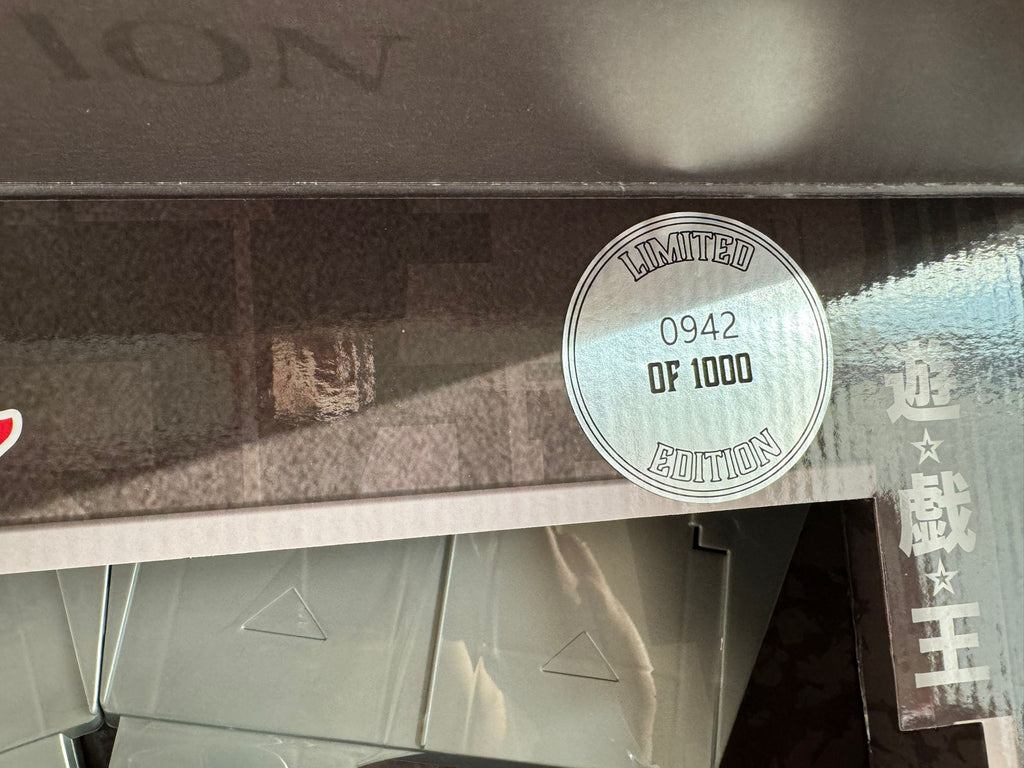 ION
LIMITED
0942
OF 1000
EDITION
遊☆戯☆王